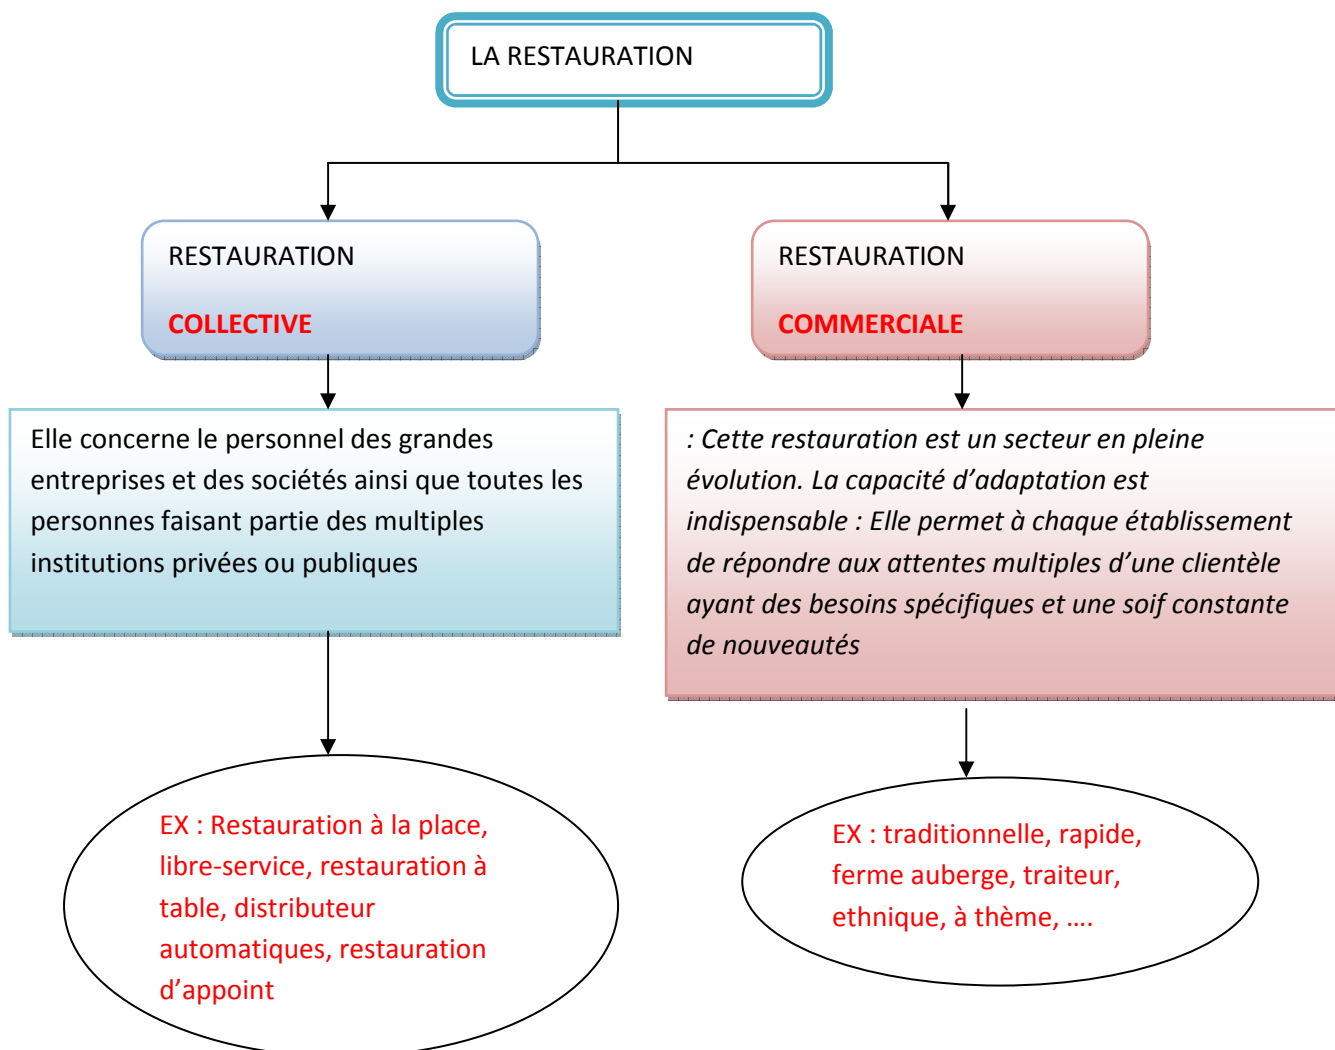 LA RESTAURATION
RESTAURATION
COLLECTIVE
RESTAURATION
COMMERCIALE
Elle concerne le personnel des grandes
entreprises et des sociétés ainsi que toutes les
personnes faisant partie des multiples
institutions privées ou publiques
: Cette restauration est un secteur en pleine
évolution. La capacité d’adaptation est
indispensable : Elle permet à chaque établissement
de répondre aux attentes multiples d’une clientèle
ayant des besoins spécifiques et une soif constante
de nouveautés
EX : Restauration à la place,
libre-service, restauration à
table, distributeur
automatiques, restauration
d’appoint
EX : traditionnelle, rapide,
ferme auberge, traiteur,
ethnique, à thème, ….